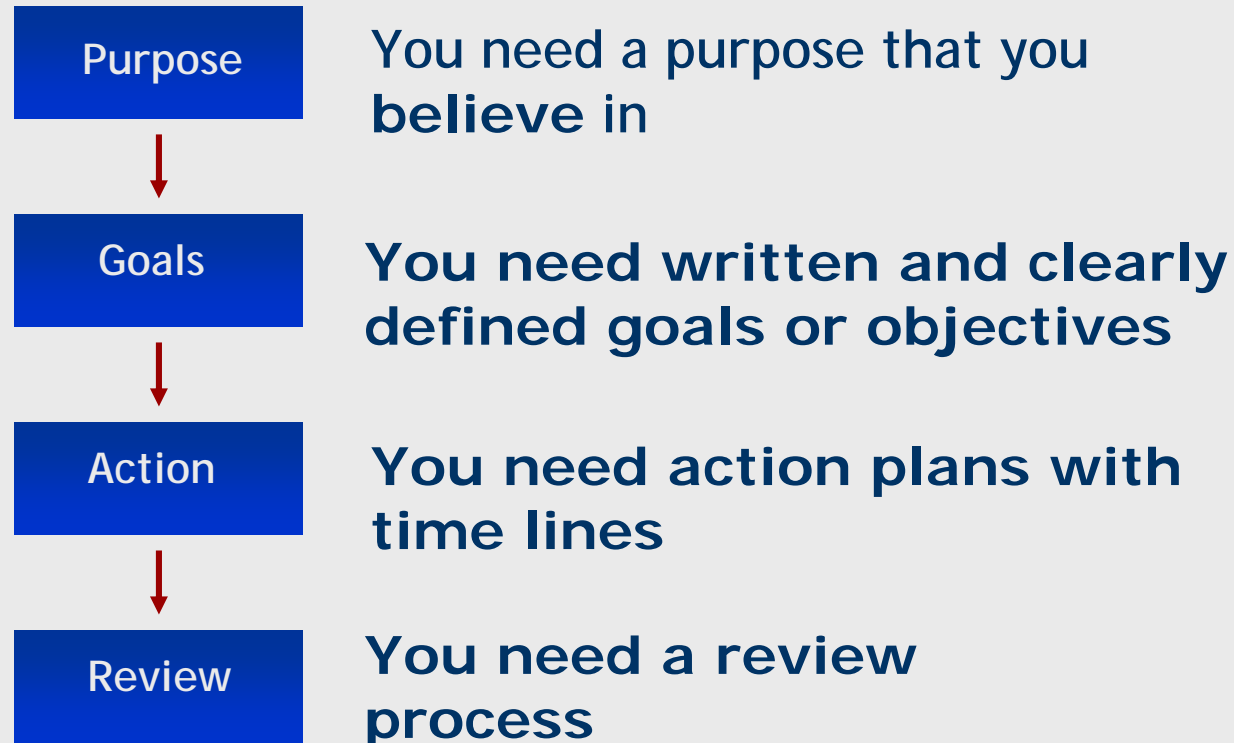 Purpose
You need a purpose that you
believe in
Goals
You need written and clearly
defined goals or objectives
Action
You need action plans with
time lines
Review
You need a review
process